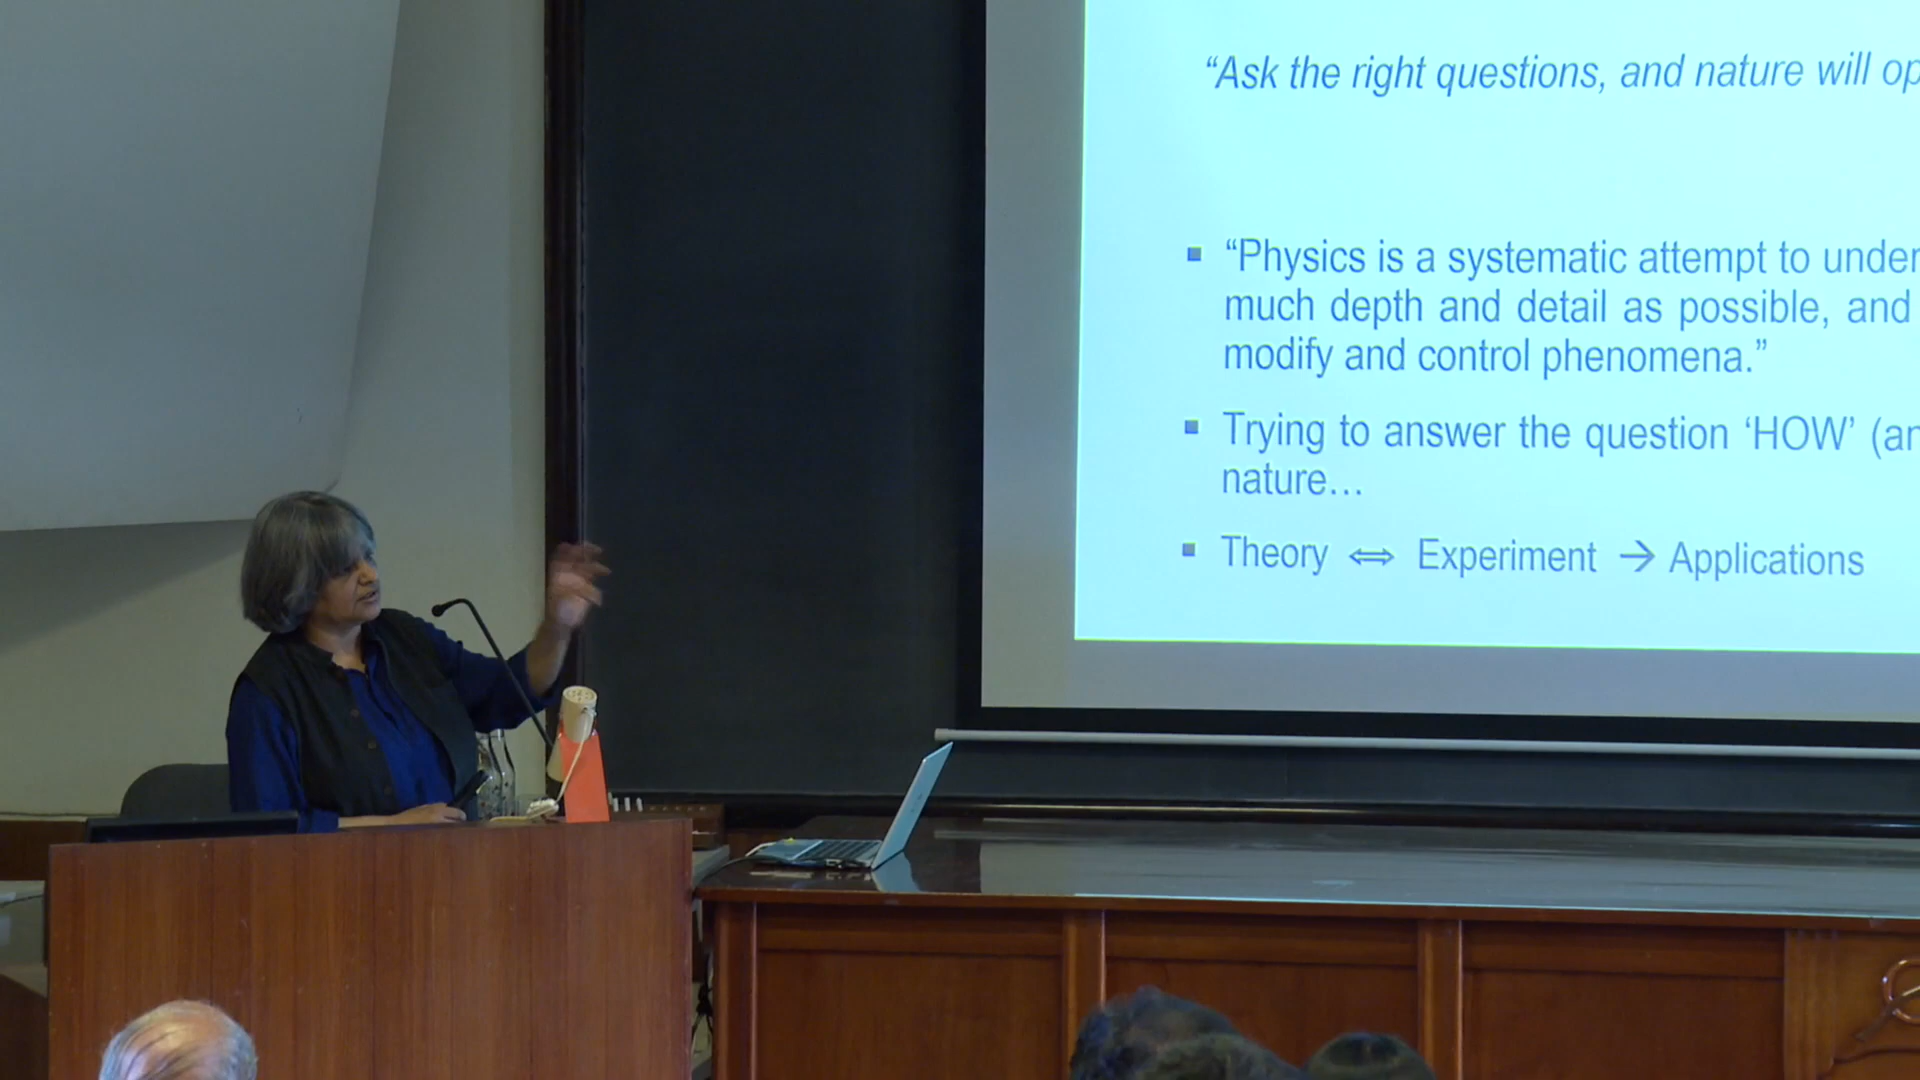 “Ask the right questions, and nature will op
▪ “Physics is a systematic attempt to under
much depth and detail as possible, and
modify and control phenomena.”
▪ Trying to answer the question ‘HOW’ (an
nature…
▪ Theory ⇔ Experiment → Applications